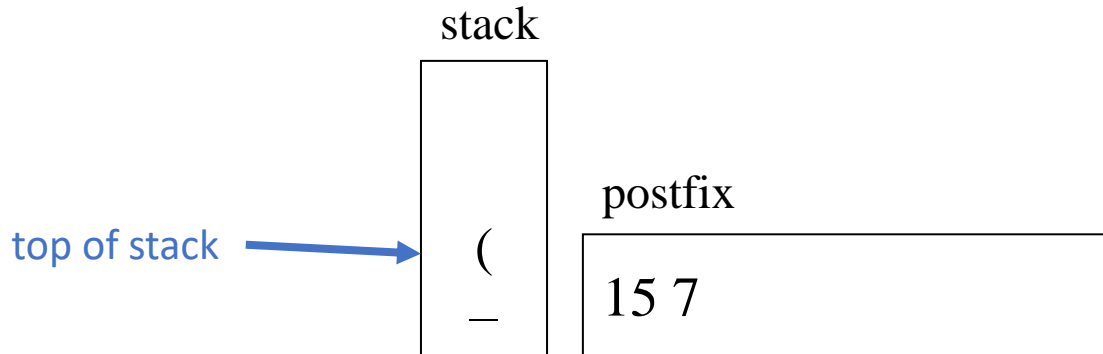 stack
postfix
top of stack
(
15 7
–